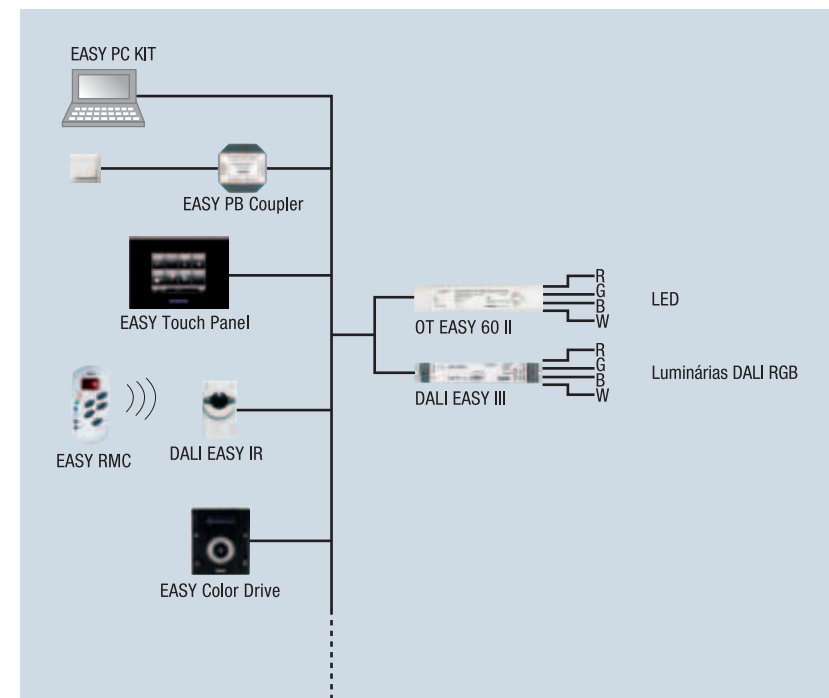 EASY PC KIT
EASY PB Coupler
EASY Touch Panel
OT EASY 60 II
R
G
B
W
LED
DALI EASY III
R
G
B
W
Luminárias DALI RGB
EASY RMC
DALI EASY IR
EASY Color Drive